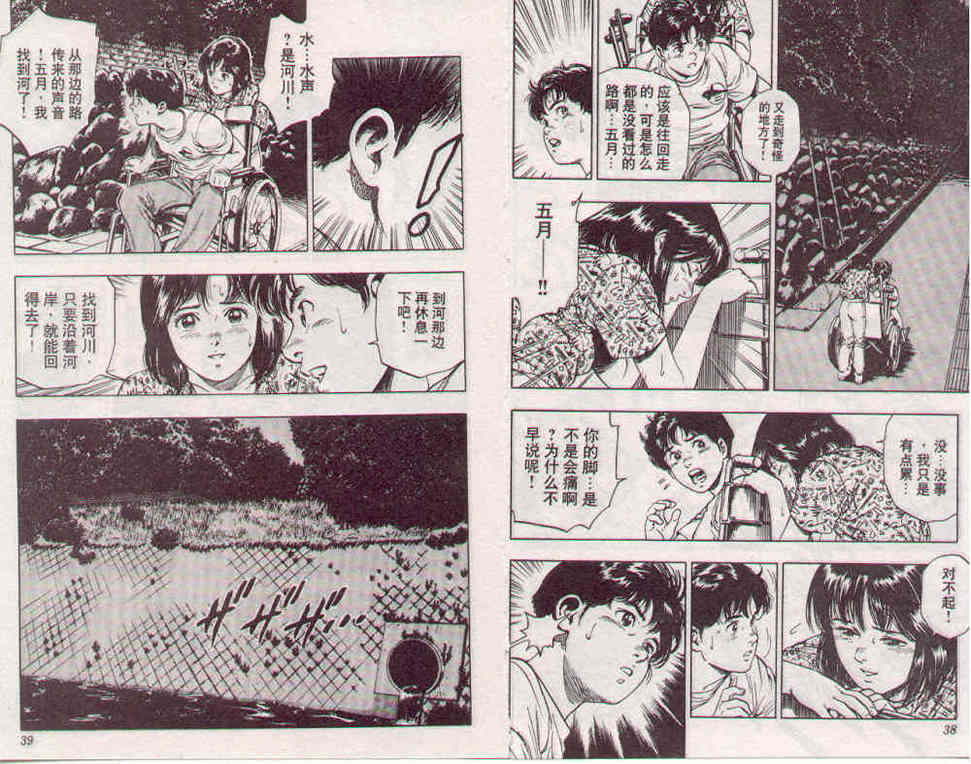 又走到奇怪
的地方了！
应该是往回走
的，可是怎么
都是没看过的
路啊…五月…
五月——!!
没…没事
，我只是
有点累…
你的脚…是
不是会痛啊
？为什么不
早说呢！
对不起！
38
水…水声
？是河川！
！
从那边的路
传来的声音
！五月，我
找到河了！
到河那边
再休息一
下吧！
找到河川，
只要沿着河
岸，就能回
得去了！
ザザザ…
39